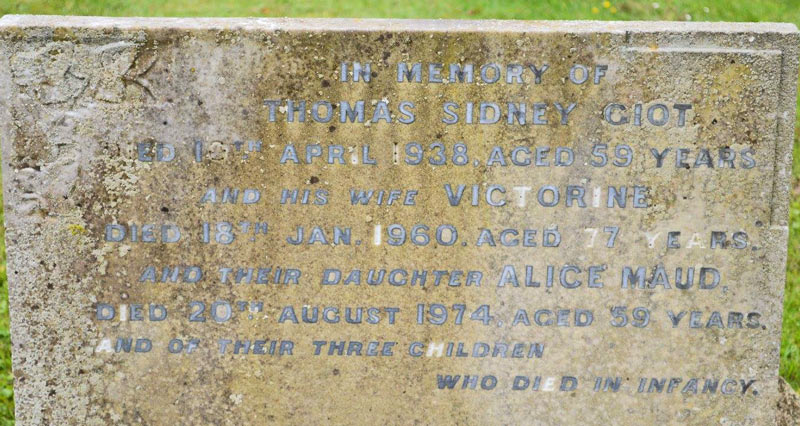 IN MEMORY OF
THOMAS SIDNEY GIOT
ED 1 TH APRIL 1938, AGED 59 YEARS
AND HIS WIFE VICTORINE
DIED 18TH JAN. 1960, AGED 77 YEARS.
AND THEIR DAUGHTER ALICE MAUD.
DIED 20TH AUGUST 1974, AGED 59 YEARS.
AND OF THEIR THREE CHILDREN
WHO DIED IN INFANCY.